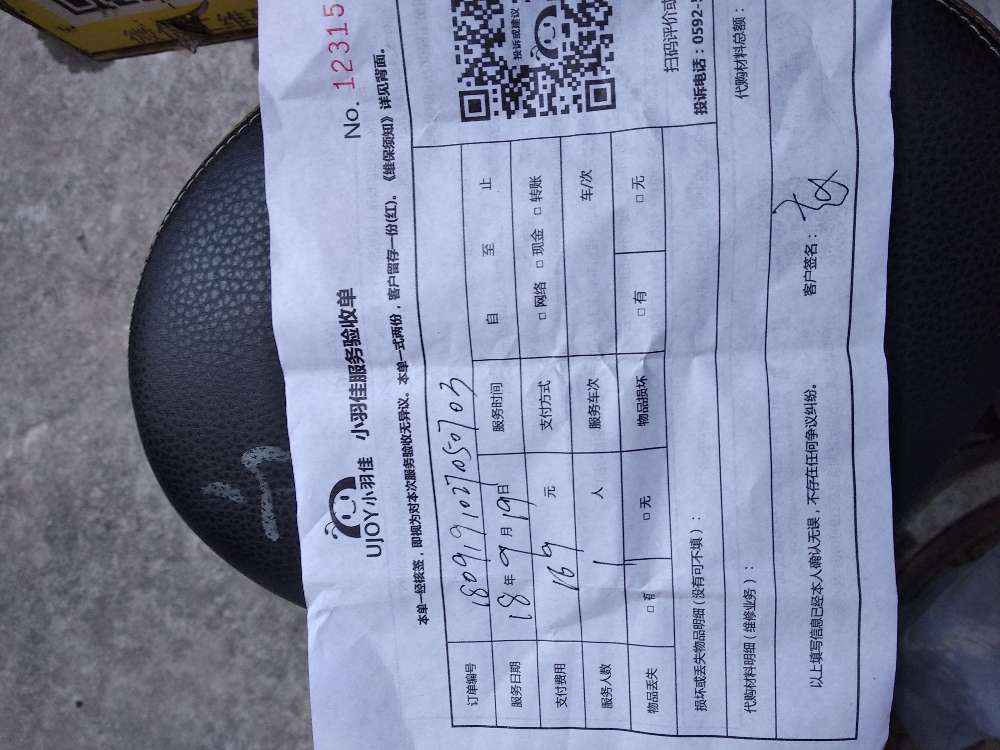 No. 12315
UJOY小羽佳 小羽佳服务验收单
本单一经核签，即视为对本次服务验收无异议。本单一式两份，客户留存一份(红)。《维保须知》详见背面。
订单编号 180919102705070703
服务日期 18年9月19日 服务时间 自 至 止
支付费用 169 元 支付方式 □ 网络 □ 现金 □ 转账
服务人数 1 人 服务车次 车/次
物品丢失 □ 有 □ 无 物品损坏 □ 有 □ 无
投诉或建议
扫码评价或
投诉电话：0592-
损坏或丢失物品明细（没有可不填）：
代购材料明细（维修业务）： 代购材料总额：
以上填写信息已经本人确认无误，不存在任何争议纠纷。 客户签名：